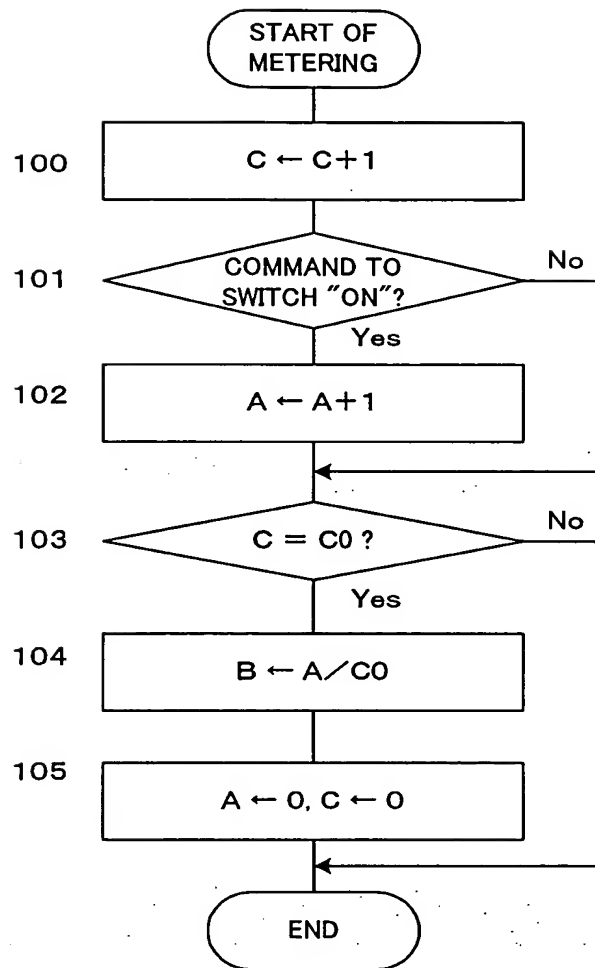 START OF
METERING
100
C ← C+1
101
COMMAND TO
SWITCH "ON"?
No
Yes
102
A ← A+1
103
C = C0 ?
No
Yes
104
B ← A/C0
105
A ← 0, C ← 0
END